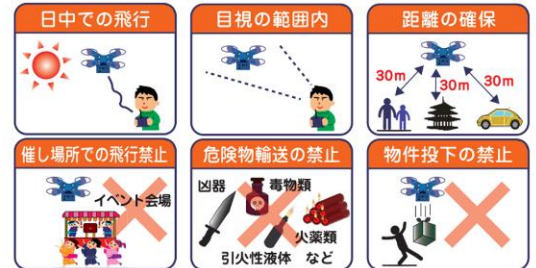 日中での飛行
目視の範囲内
距離の確保
30m
30m
30m
催し場所での飛行禁止
イベント会場
危険物輸送の禁止
凶器
毒物類
火薬類
引火性液体 など
物件投下の禁止